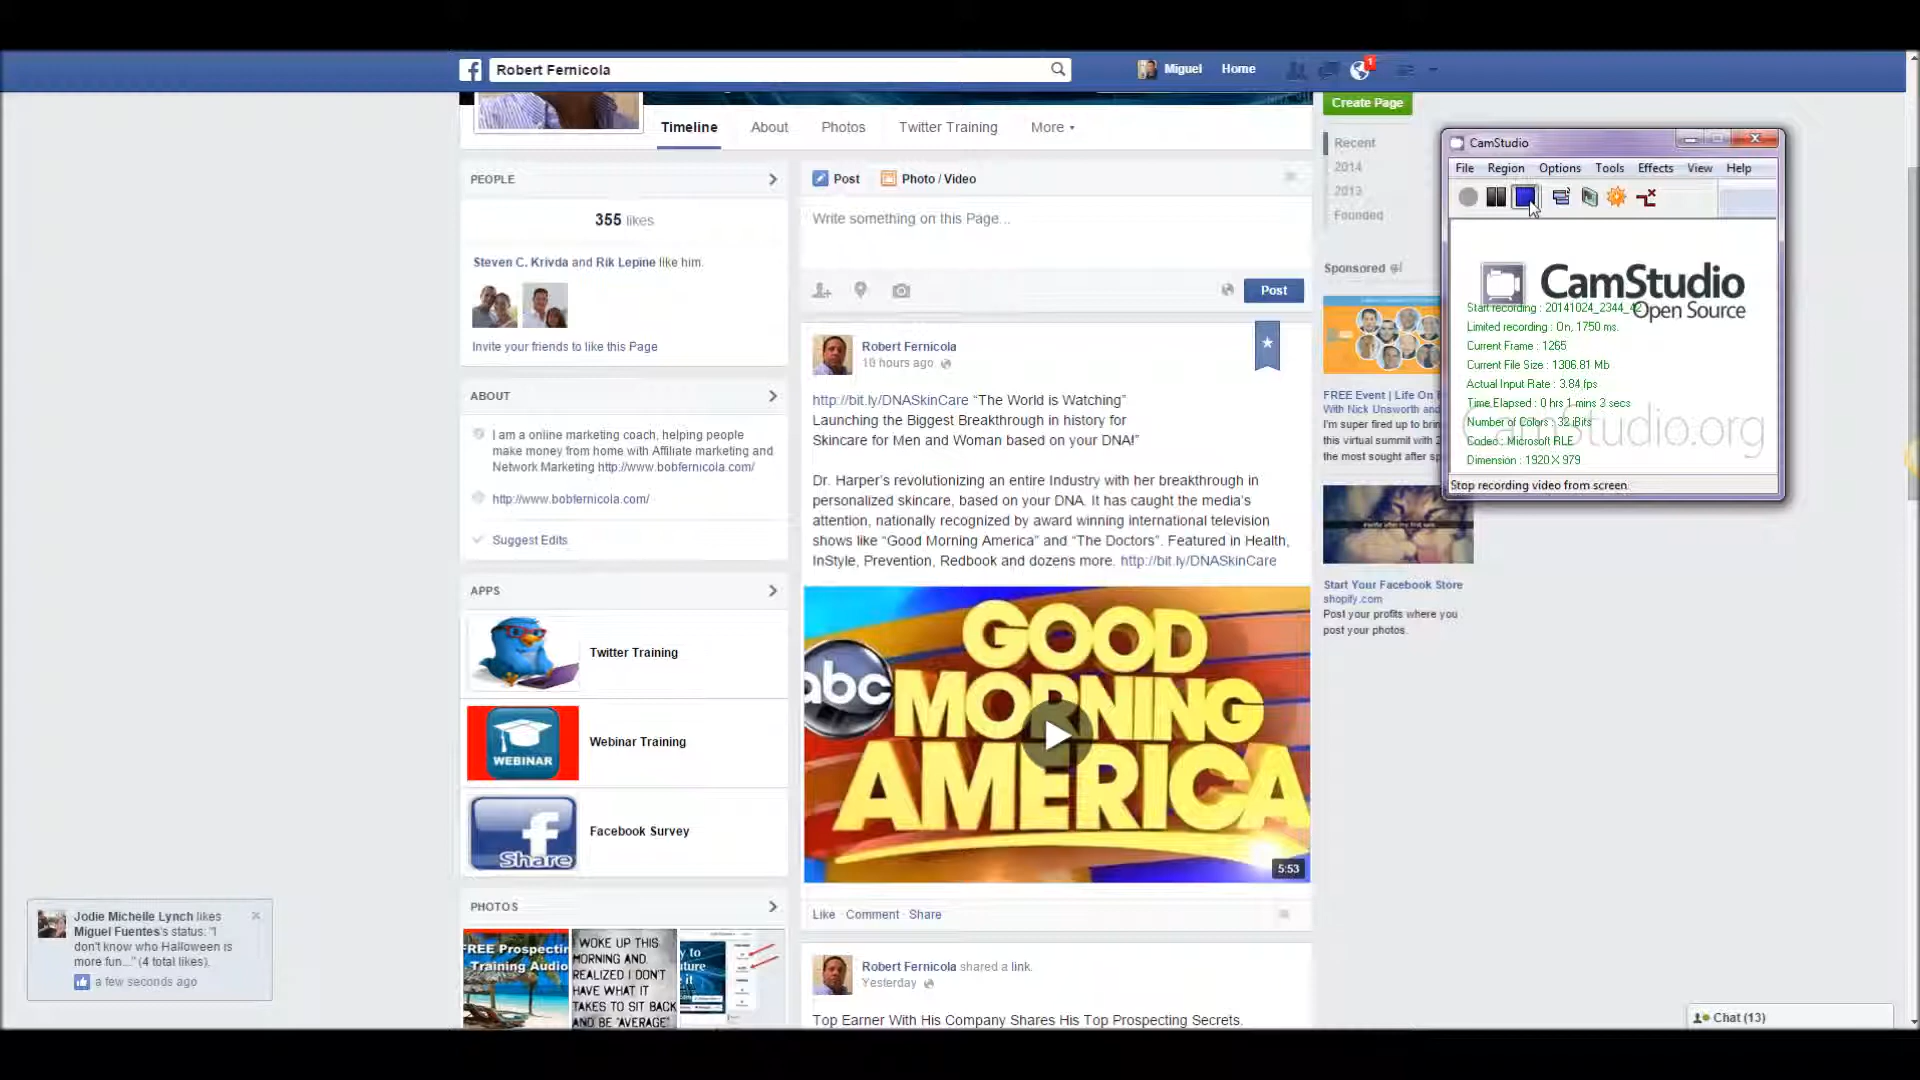 Robert Fernicola
Miguel
Home
1
Timeline
About
Photos
Twitter Training
More
Create Page
Recent
2014
2013
Founded
PEOPLE
355 likes
Steven C. Krivda and Rik Lepine like him.
Invite your friends to like this Page
ABOUT
I am a online marketing coach, helping people
make money from home with Affiliate marketing and
Network Marketing http://www.bobfernicola.com/
http://www.bobfernicola.com/
Suggest Edits
APPS
Twitter Training
WEBINAR
Webinar Training
Share
Facebook Survey
PHOTOS
FREE Prospectin
Training Audio
I WOKE UP THIS
MORNING AND
REALIZED I DON'T
HAVE WHAT IT
TAKES TO SIT BACK
AND BE "AVERAGE"
Post
Photo / Video
Write something on this Page...
Post
Robert Fernicola
10 hours ago
http://bit.ly/DNASkinCare “The World is Watching”
Launching the Biggest Breakthrough in history for
Skincare for Men and Woman based on your DNA!”
Dr. Harper’s revolutionizing an entire Industry with her breakthrough in
personalized skincare, based on your DNA. It has caught the media’s
attention, nationally recognized by award winning international television
shows like “Good Morning America” and “The Doctors”. Featured in Health,
InStyle, Prevention, Redbook and dozens more. http://bit.ly/DNASkinCare
abc
GOOD
MORNING
AMERICA
5:53
Like · Comment · Share
Robert Fernicola shared a link.
Yesterday
Top Earner With His Company Shares His Top Prospecting Secrets.
Sponsored
FREE Event | Life On
With Nick Unsworth and
I'm super fired up to brin
this virtual summit with 2
the most sought after sp
Start Your Facebook Store
shopify.com
Post your profits where you
post your photos.
CamStudio
File
Region
Options
Tools
Effects
View
Help
CamStudio
Open Source
CamStudio.org
Start recording : 20141024_2344_42
Limited recording : On, 1750 ms.
Current Frame : 1265
Current File Size : 1306.81 Mb
Actual Input Rate : 3.84 fps
Time Elapsed : 0 hrs 1 mins 3 secs
Number of Colors : 32 iBits
Codec : Microsoft RLE
Dimension : 1920 X 979
Stop recording video from screen
Jodie Michelle Lynch likes
Miguel Fuentes's status: "I
don't know who Halloween is
more fun..." (4 total likes).
a few seconds ago
Chat (13)